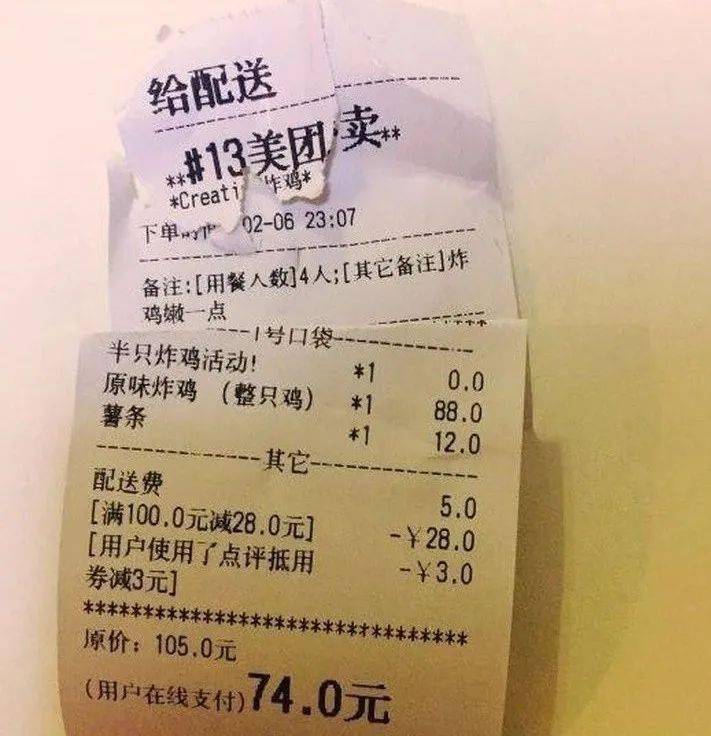 给配送
**#13美团 卖**
*Creati 炸鸡*
下单 02-06 23:07
备注:[用餐人数]4人;[其它备注]炸
鸡嫩一点
1号口袋
半只炸鸡活动! *1 0.0
原味炸鸡 (整只鸡) *1 88.0
薯条 *1 12.0
其它
配送费 5.0
[满100.0元减28.0元] -¥28.0
[用户使用了点评抵用 -¥3.0
券减3元]
原价: 105.0元
(用户在线支付)74.0元